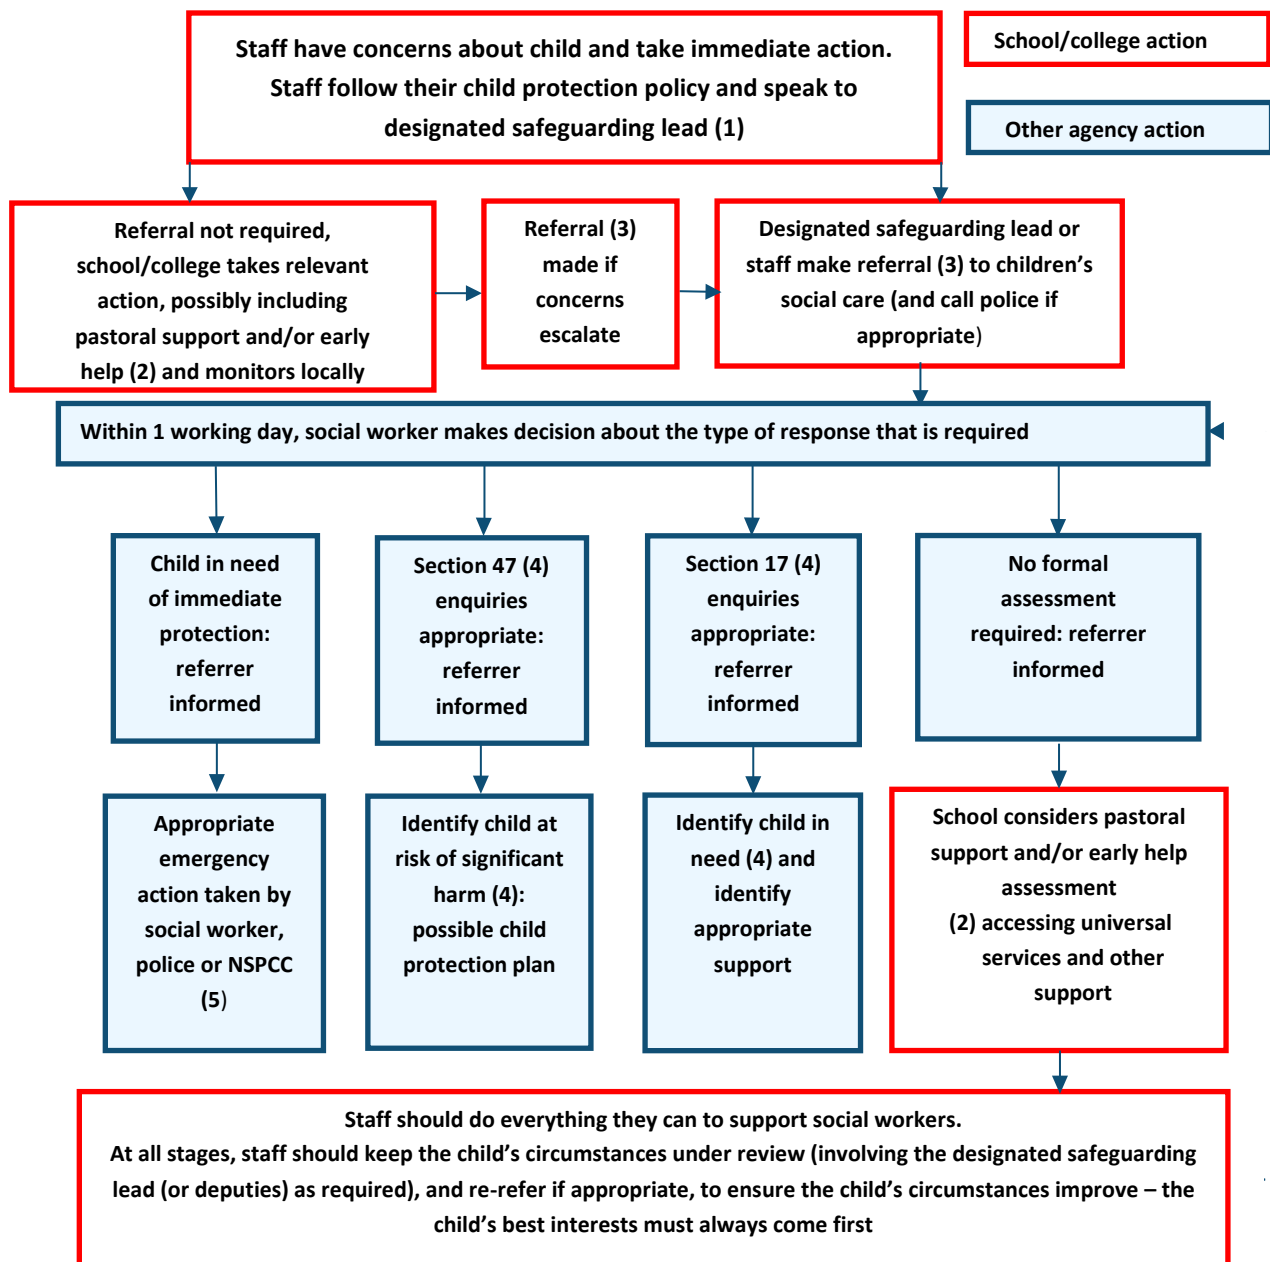 Staff have concerns about child and take immediate action.
Staff follow their child protection policy and speak to
designated safeguarding lead (1)
School/college action
Other agency action
Referral not required,
school/college takes relevant
action, possibly including
pastoral support and/or early
help (2) and monitors locally
Referral (3)
made if
concerns
escalate
Designated safeguarding lead or
staff make referral (3) to children’s
social care (and call police if
appropriate)
Within 1 working day, social worker makes decision about the type of response that is required
Child in need
of immediate
protection:
referrer
informed
Section 47 (4)
enquiries
appropriate:
referrer
informed
Section 17 (4)
enquiries
appropriate:
referrer
informed
No formal
assessment
required: referrer
informed
Appropriate
emergency
action taken by
social worker,
police or NSPCC
(5)
Identify child at
risk of significant
harm (4):
possible child
protection plan
Identify child in
need (4) and
identify
appropriate
support
School considers pastoral
support and/or early help
assessment
(2) accessing universal
services and other
support
Staff should do everything they can to support social workers.
At all stages, staff should keep the child’s circumstances under review (involving the designated safeguarding
lead (or deputies) as required), and re-refer if appropriate, to ensure the child’s circumstances improve – the
child’s best interests must always come first